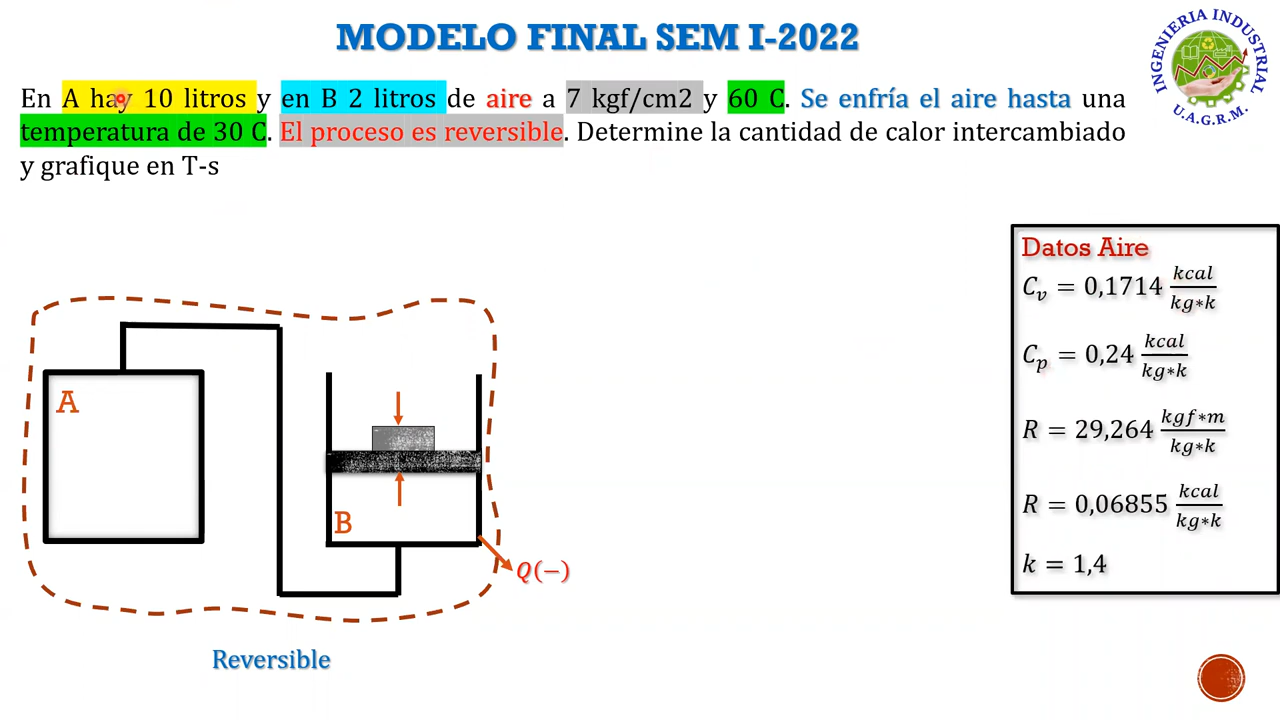 MODELO FINAL SEM I-2022
INGENIERIA INDUSTRIAL
U.A.G.R.M.
En A hay 10 litros y en B 2 litros de aire a 7 kgf/cm2 y 60 C. Se enfría el aire hasta una
temperatura de 30 C. El proceso es reversible. Determine la cantidad de calor intercambiado
y grafique en T-s
Datos Aire
C_v = 0,1714 kcal/kg∗k
C_p = 0,24 kcal/kg∗k
R = 29,264 kgf∗m/kg∗k
R = 0,06855 kcal/kg∗k
k = 1,4
A
B
Q(−)
Reversible